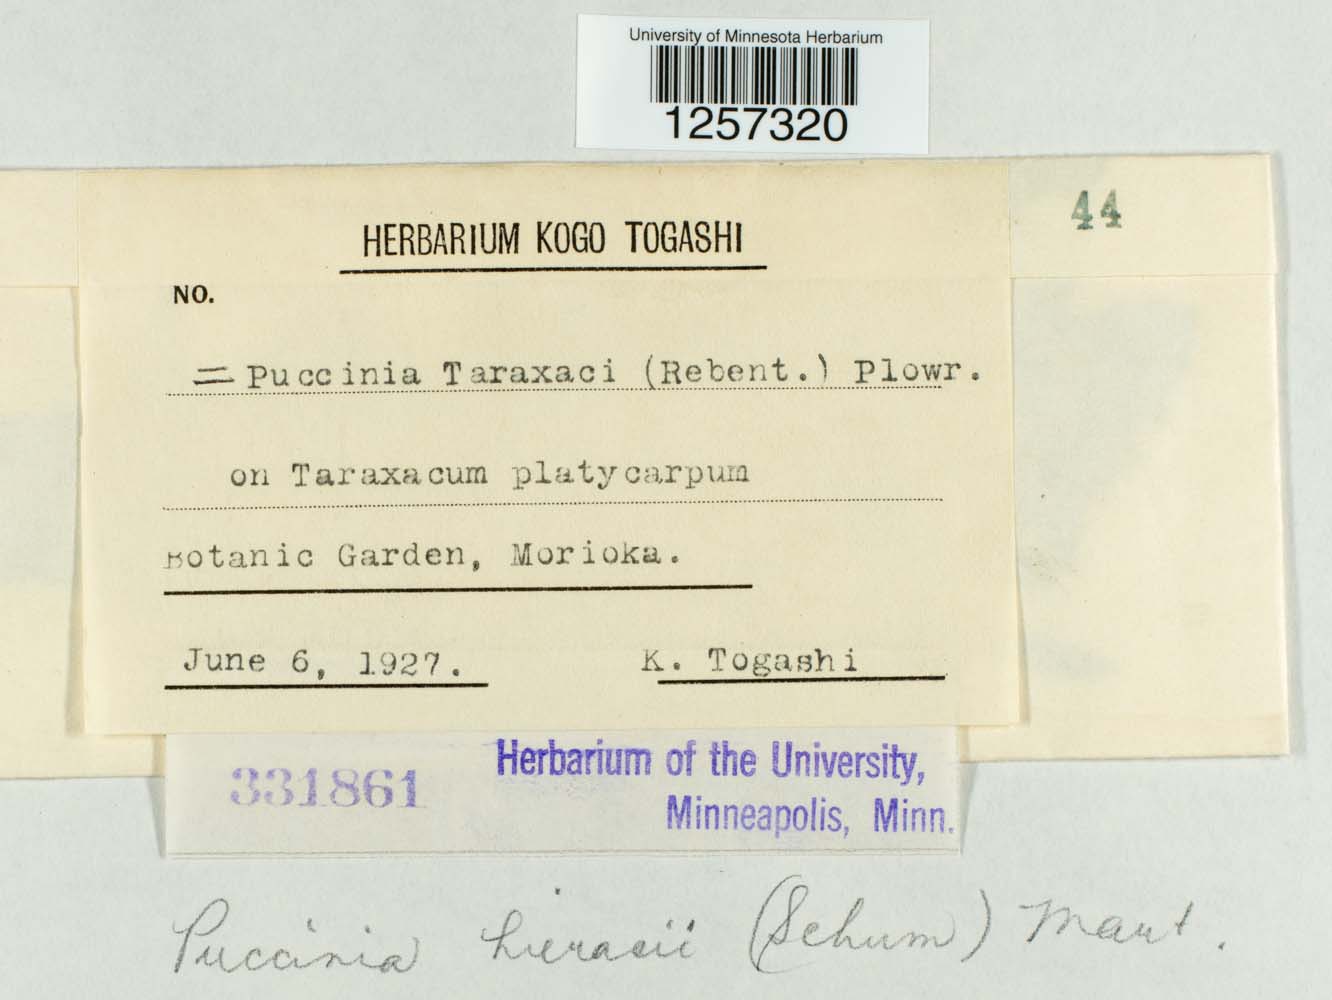 University of Minnesota Herbarium
1257320
44
HERBARIUM KOGO TOGASHI
NO.
= Puccinia Taraxaci (Rebent.) Plowr.
on Taraxacum platycarpum
Botanic Garden, Morioka.
June 6, 1927. K. Togashi
331861
Herbarium of the University,
Minneapolis, Minn.
Puccinia hieracii (Schum) Mart.